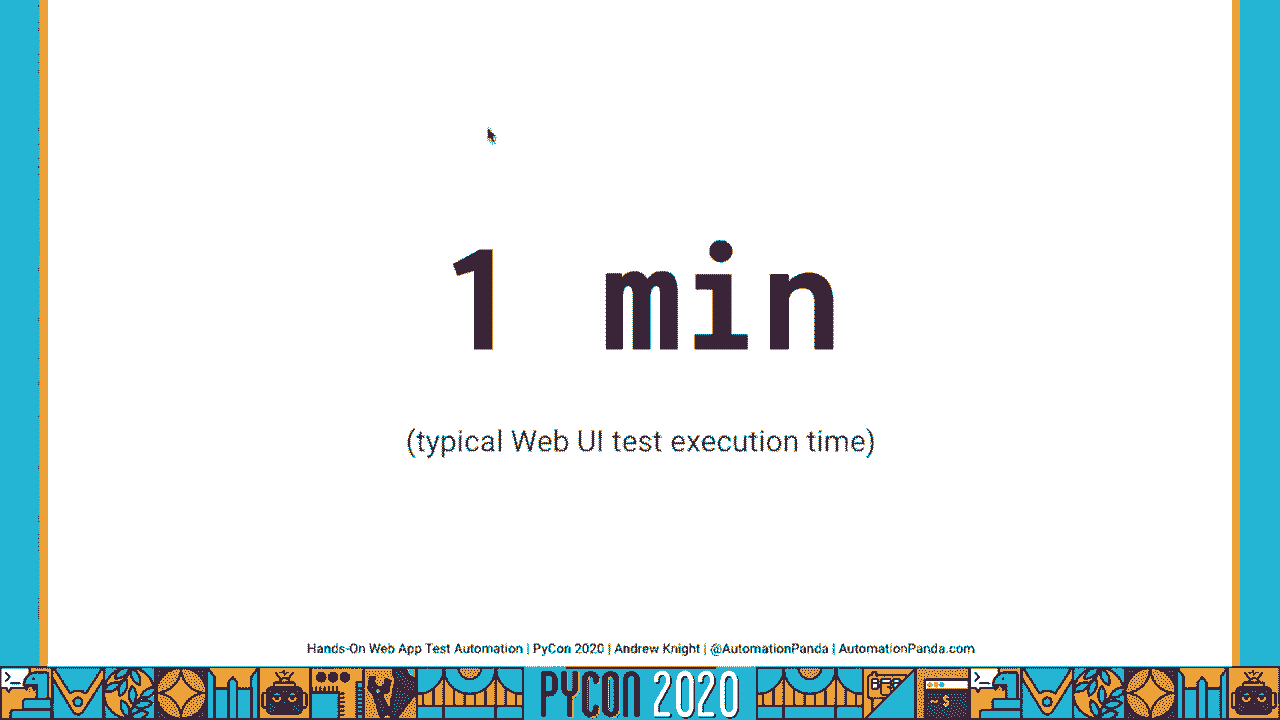 1 min
(typical Web UI test execution time)
Hands-On Web App Test Automation | PyCon 2020 | Andrew Knight | @AutomationPanda | AutomationPanda.com
PYCON 2020